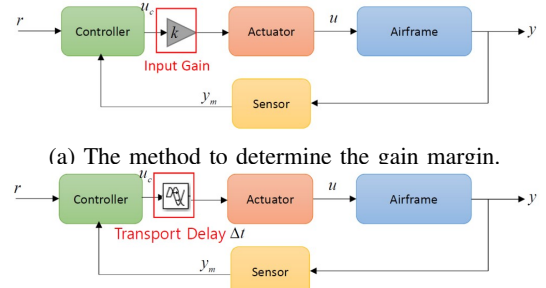 r
Controller
u_c
k
Input Gain
Actuator
u
Airframe
y
y_m
Sensor
(a) The method to determine the gain margin.
r
Controller
u_c
Transport Delay Δt
Actuator
u
Airframe
y
y_m
Sensor